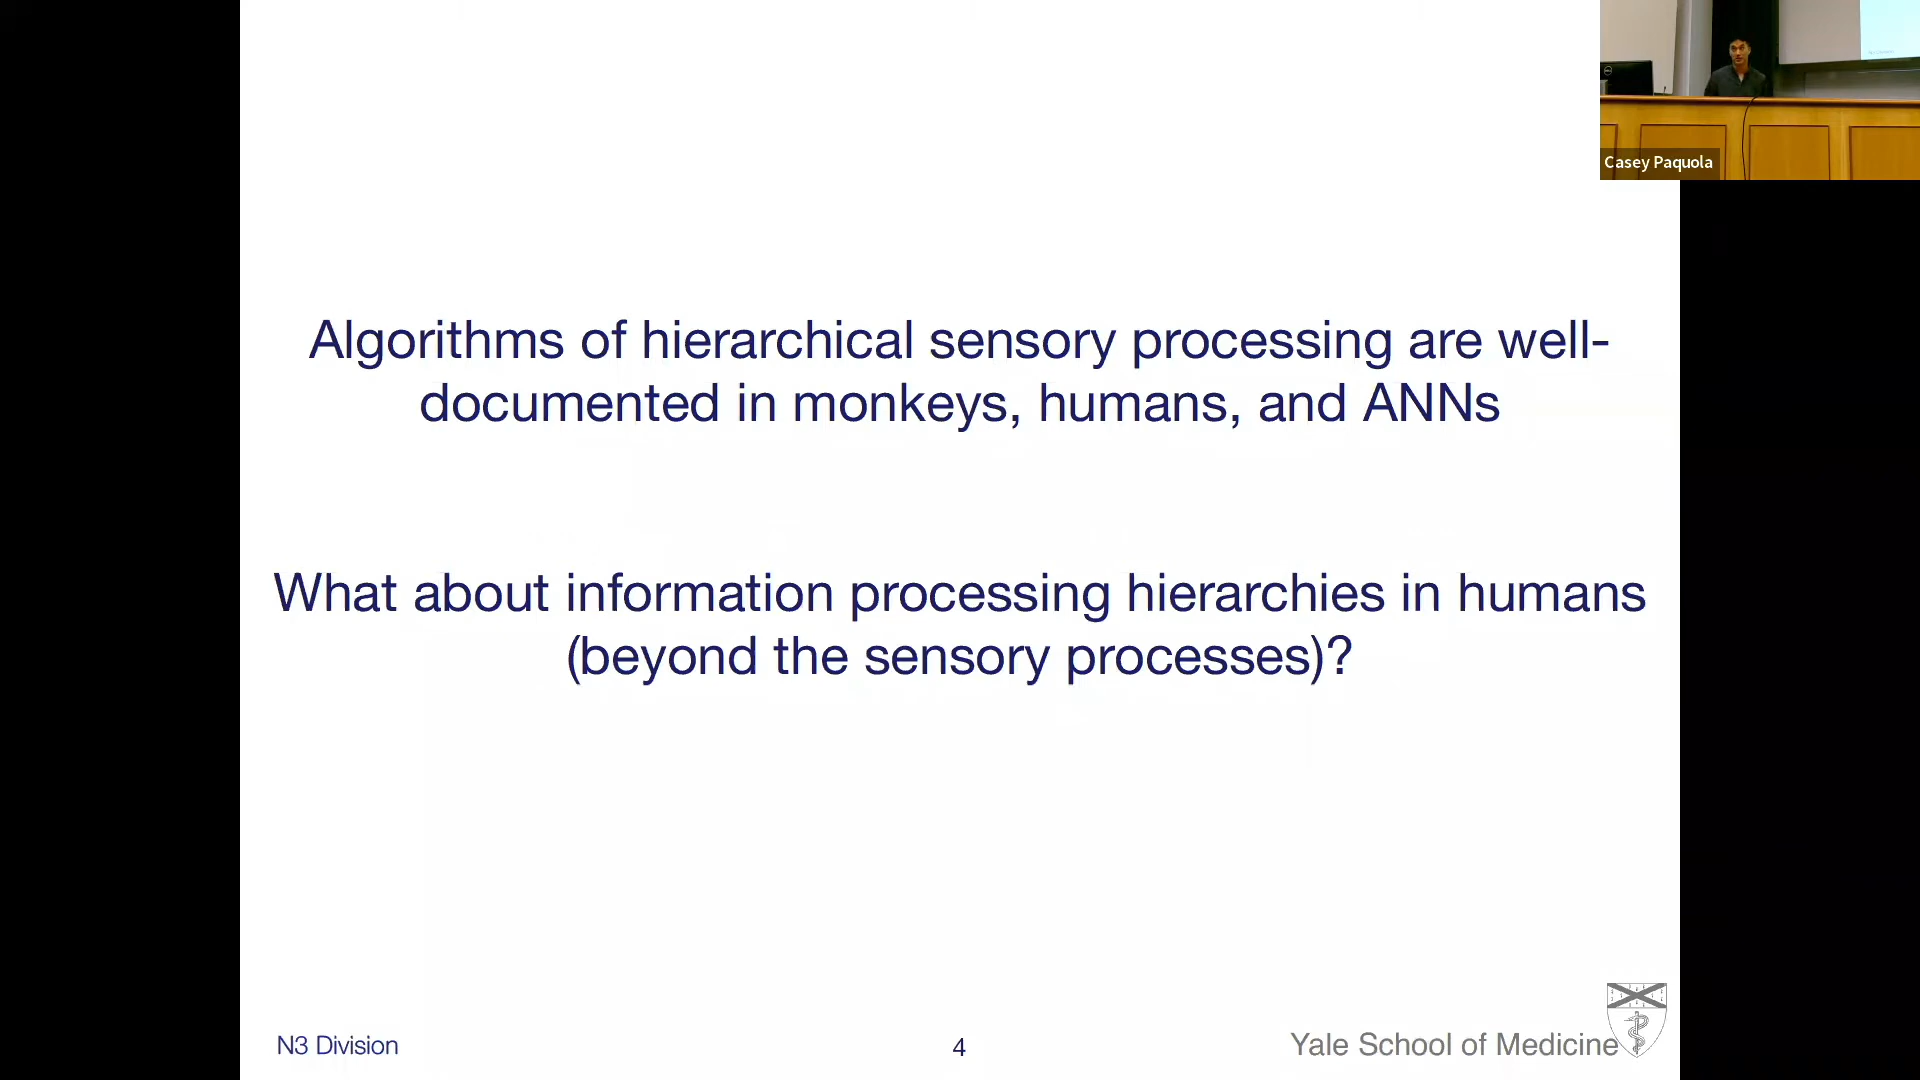 Casey Paquola
Algorithms of hierarchical sensory processing are well-
documented in monkeys, humans, and ANNs
What about information processing hierarchies in humans
(beyond the sensory processes)?
N3 Division
4
Yale School of Medicine